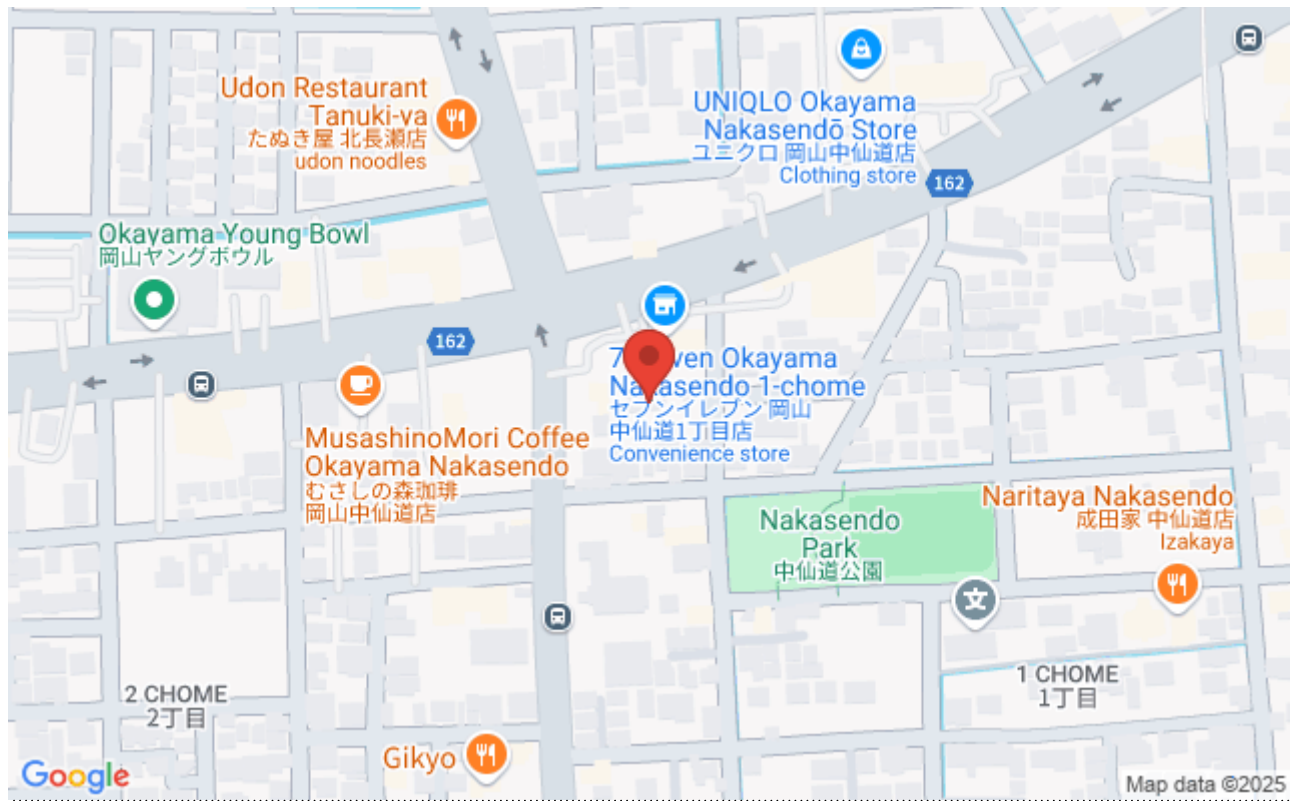 Udon Restaurant
Tanuki-ya
たぬき屋 北長瀬店
udon noodles
UNIQLO Okayama
Nakasendō Store
ユニクロ 岡山中仙道店
Clothing store
162
Okayama Young Bowl
岡山ヤングボウル
162
Okayama
Nakasendo 1-chome
セブンイレブン 岡山
中仙道1丁目店
Convenience store
MusashinoMori Coffee
Okayama Nakasendo
むさしの森珈琲
岡山中仙道店
Nakasendo
Park
中仙道公園
Naritaya Nakasendo
成田家 中仙道店
Izakaya
文
2 CHOME
2丁目
1 CHOME
1丁目
Gikyo
Google
Map data ©2025